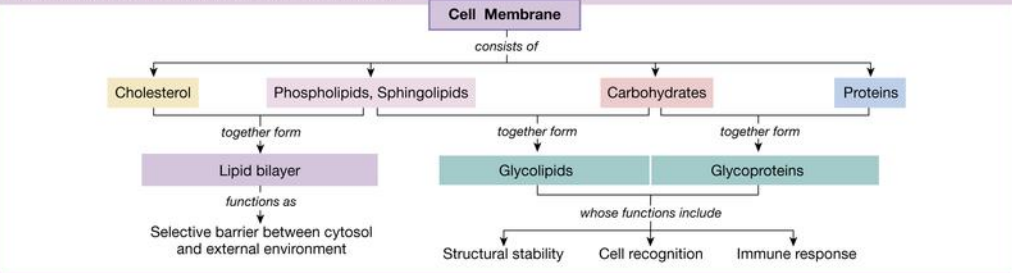 Cell Membrane
consists of
Cholesterol
Phospholipids, Sphingolipids
Carbohydrates
Proteins
together form
together form
together form
Lipid bilayer
Glycolipids
Glycoproteins
functions as
whose functions include
Selective barrier between cytosol
and external environment
Structural stability
Cell recognition
Immune response